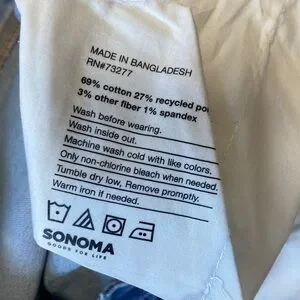 MADE IN BANGLADESH
RN#73277
69% cotton 27% recycled
3% other fiber 1% spandex
Wash before wearing.
Wash inside out.
Machine wash cold with like colors.
Only non-chlorine bleach when needed.
Tumble dry low, Remove promptly.
Warm iron if needed.
SONOMA
GOODS FOR LIFE